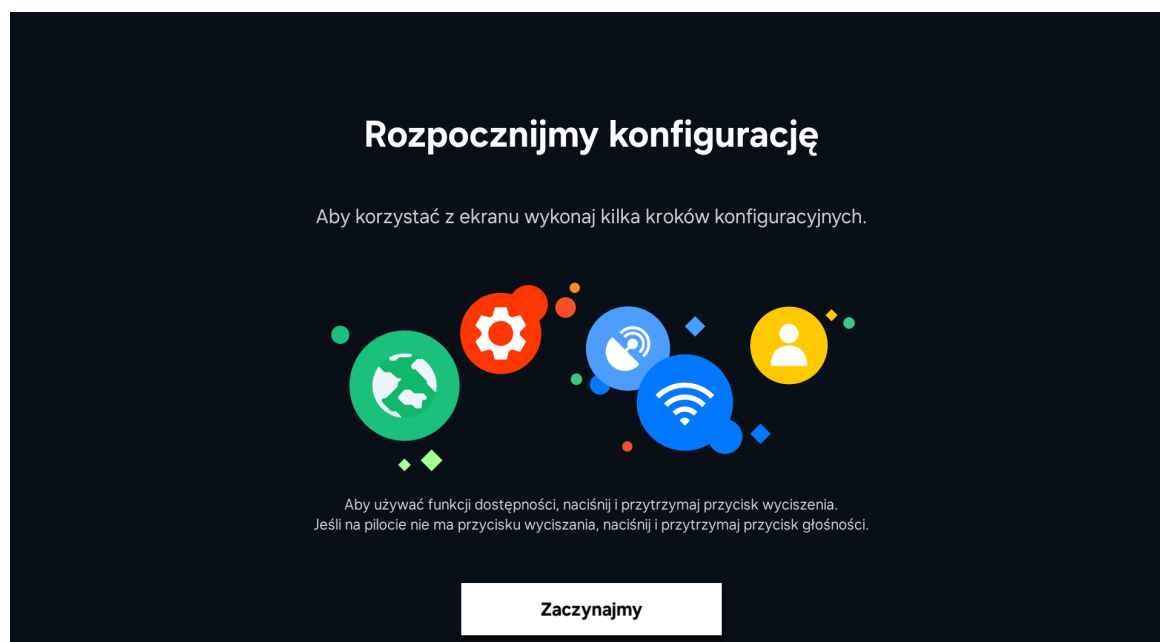 Rozpocznijmy konfigurację
Aby korzystać z ekranu wykonaj kilka kroków konfiguracyjnych.
Aby używać funkcji dostępności, naciśnij i przytrzymaj przycisk wyciszenia.
Jeśli na pilocie nie ma przycisku wyciszania, naciśnij i przytrzymaj przycisk głośności.
Zaczynajmy